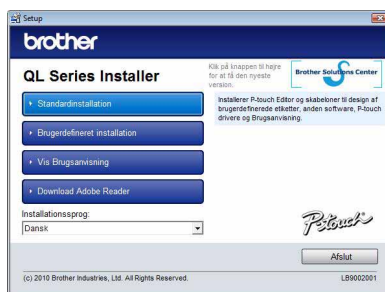 Setup
brother
QL Series Installer
Klik på knappen til højre
for at få den nyeste
version.
Brother Solutions Center
Standardinstallation
Brugerdefineret installation
Vis Brugsanvisning
Download Adobe Reader
Installerer P-touch Editor og skabeloner til design af
brugerdefinerede etiketter, anden software, P-touch
drivere og Brugsanvisning.
Installationssprog:
Dansk
P-touch
Afslut
(c) 2010 Brother Industries, Ltd. All Rights Reserved.
LB9002001